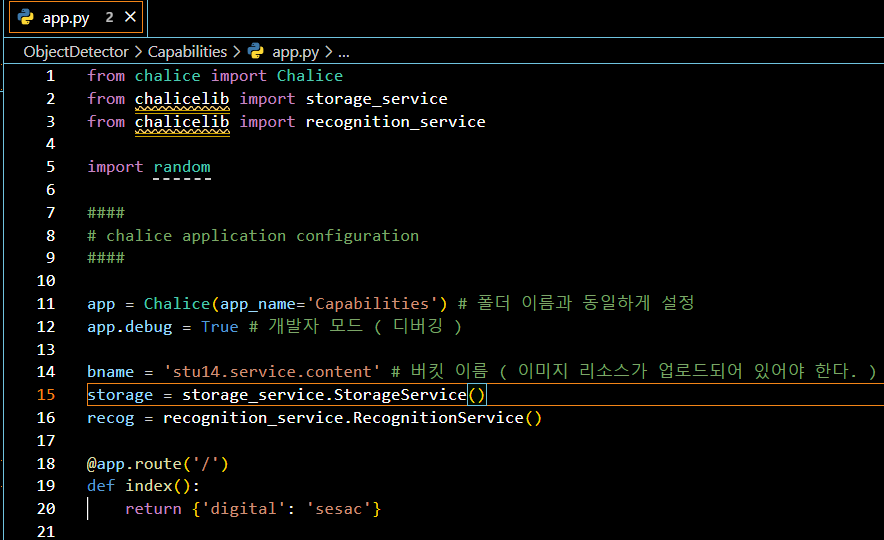 app.py 2 ×
ObjectDetector > Capabilities > app.py > ...
1 from chalice import Chalice
2 from chalicelib import storage_service
3 from chalicelib import recognition_service
4
5 import random
6
7 ####
8 # chalice application configuration
9 ####
10
11 app = Chalice(app_name='Capabilities') # 폴더 이름과 동일하게 설정
12 app.debug = True # 개발자 모드 ( 디버깅 )
13
14 bname = 'stu14.service.content' # 버킷 이름 ( 이미지 리소스가 업로드되어 있어야 한다. )
15 storage = storage_service.StorageService()
16 recog = recognition_service.RecognitionService()
17
18 @app.route('/')
19 def index():
20     return {'digital': 'sesac'}
21